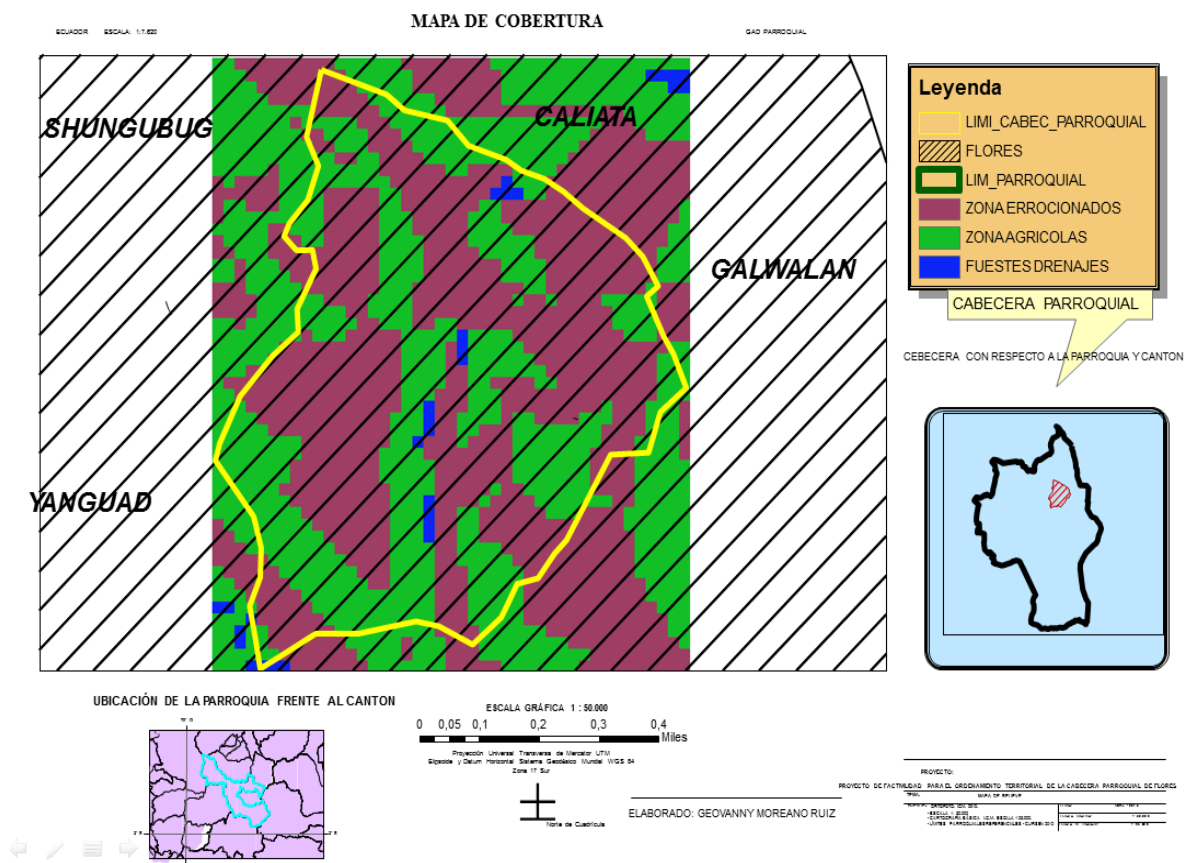 MAPA DE COBERTURA
ECUADOR ESCALA: 1:7.620
GAD PARROQUIAL
SHUNGUBUG
CALIATA
GALWALAN
YANGUAD
Leyenda
LIMI_CABEC_PARROQUIAL
FLORES
LIM_PARROQUIAL
ZONA ERROCIONADOS
ZONA AGRICOLAS
FUESTES DRENAJES
CABECERA PARROQUIAL
CEBECERA CON RESPECTO A LA PARROQUIA Y CANTON
UBICACIÓN DE LA PARROQUIA FRENTE AL CANTON
ESCALA GRÁFICA 1 : 50.000
0 0,05 0,1 0,2 0,3 0,4
Miles
Proyección Universal Transversa de Mercator UTM
Elipsoide y Datum Horizontal Sistema Geodésico Mundial WGS 84
Zona 17 Sur
Norte de Cuadrícula
ELABORADO: GEOVANNY MOREANO RUIZ
PROYECTO:
PROYECTO DE FACTIVILIDAD PARA EL ORDENAMIENTO TERRITORIAL DE LA CABECERA PARROQUIAL DE FLORES